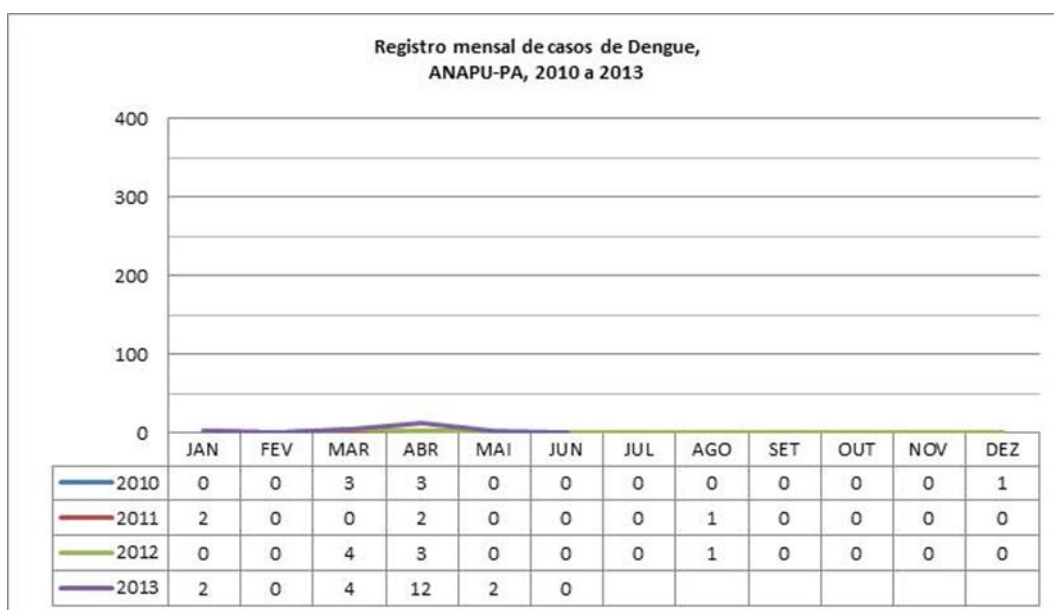 Registro mensal de casos de Dengue,
ANAPU-PA, 2010 a 2013
400
300
200
100
0
JAN FEV MAR ABR MAI JUN JUL AGO SET OUT NOV DEZ
2010 0 0 3 3 0 0 0 0 0 0 0 1
2011 2 0 0 2 0 0 0 1 0 0 0 0
2012 0 0 4 3 0 0 0 1 0 0 0 0
2013 2 0 4 12 2 0